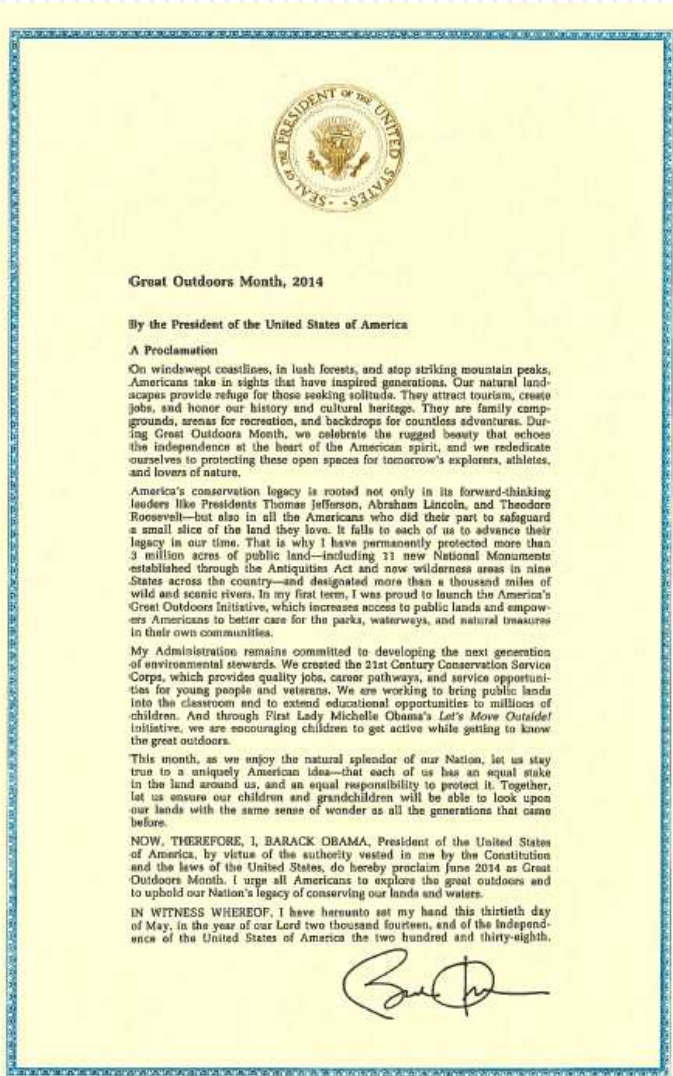 SEAL OF THE PRESIDENT OF THE UNITED STATES
Great Outdoors Month, 2014
By the President of the United States of America
A Proclamation
On windswept coastlines, in lush forests, and atop striking mountain peaks,
Americans take in sights that have inspired generations. Our natural land-
scapes provide refuge for those seeking solitude. They attract tourism, create
jobs, and honor our history and cultural heritage. They are family camp-
grounds, arenas for recreation, and backdrops for countless adventures. Dur-
ing Great Outdoors Month, we celebrate the rugged beauty that echoes
the independence at the heart of the American spirit, and we rededicate
ourselves to protecting these open spaces for tomorrow's explorers, athletes,
and lovers of nature.
America's conservation legacy is rooted not only in its forward-thinking
leaders like Presidents Thomas Jefferson, Abraham Lincoln, and Theodore
Roosevelt—but also in all the Americans who did their part to safeguard
a small slice of the land they love. It falls to each of us to advance their
legacy in our time. That is why I have permanently protected more than
3 million acres of public land—including 11 new National Monuments
established through the Antiquities Act and new wilderness areas in nine
States across the country—and designated more than a thousand miles of
wild and scenic rivers. In my first term, I was proud to launch the America's
Great Outdoors Initiative, which increases access to public lands and empow-
ers Americans to better care for the parks, waterways, and natural treasures
in their own communities.
My Administration remains committed to developing the next generation
of environmental stewards. We created the 21st Century Conservation Service
Corps, which provides quality jobs, career pathways, and service opportuni-
ties for young people and veterans. We are working to bring public lands
into the classroom and to extend educational opportunities to millions of
children. And through First Lady Michelle Obama's Let's Move Outside!
initiative, we are encouraging children to get active while getting to know
the great outdoors.
This month, as we enjoy the natural splendor of our Nation, let us stay
true to a uniquely American idea—that each of us has an equal stake
in the land around us, and an equal responsibility to protect it. Together,
let us ensure our children and grandchildren will be able to look upon
our lands with the same sense of wonder as all the generations that came
before.
NOW, THEREFORE, I, BARACK OBAMA, President of the United States
of America, by virtue of the authority vested in me by the Constitution
and the laws of the United States, do hereby proclaim June 2014 as Great
Outdoors Month. I urge all Americans to explore the great outdoors and
to uphold our Nation's legacy of conserving our lands and waters.
IN WITNESS WHEREOF, I have hereunto set my hand this thirtieth day
of May, in the year of our Lord two thousand fourteen, and of the Independ-
ence of the United States of America the two hundred and thirty-eighth.